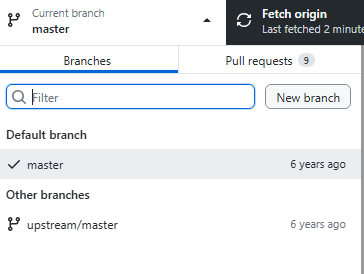 Current branch
master
Fetch origin
Last fetched 2 minute
Branches
Pull requests 9
Filter
New branch
Default branch
master 6 years ago
Other branches
upstream/master 6 years ago